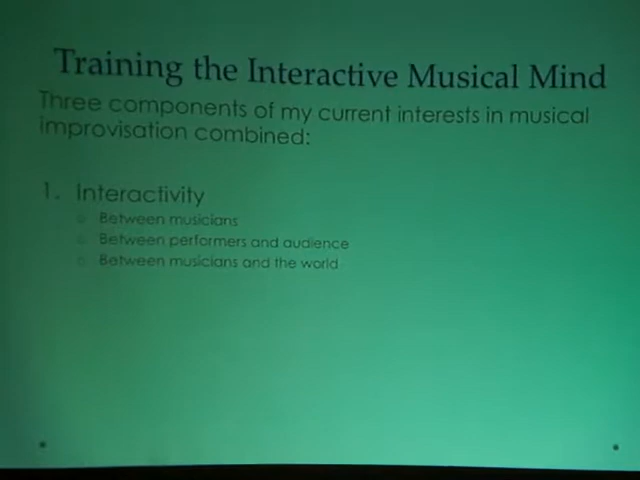 Training the Interactive Musical Mind
Three components of my current interests in musical
improvisation combined:
1. Interactivity
Between musicians
Between performers and audience
Between musicians and the world